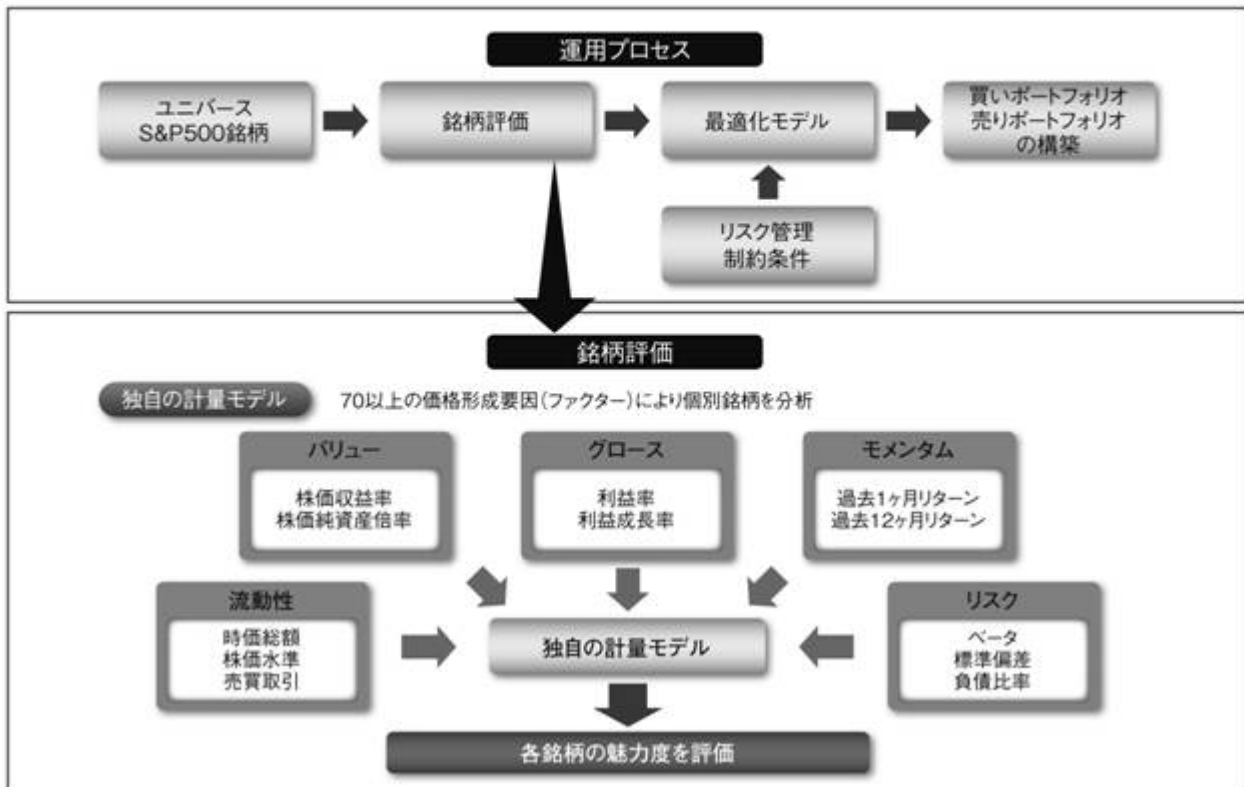 運用プロセス
ユニバース
S&P500銘柄
銘柄評価
最適化モデル
買いポートフォリオ
売りポートフォリオ
の構築
リスク管理
制約条件
銘柄評価
独自の計量モデル
70以上の価格形成要因(ファクター)により個別銘柄を分析
バリュー
株価収益率
株価純資産倍率
グロース
利益率
利益成長率
モメンタム
過去1ヶ月リターン
過去12ヶ月リターン
流動性
時価総額
株価水準
売買取引
独自の計量モデル
リスク
ベータ
標準偏差
負債比率
各銘柄の魅力度を評価